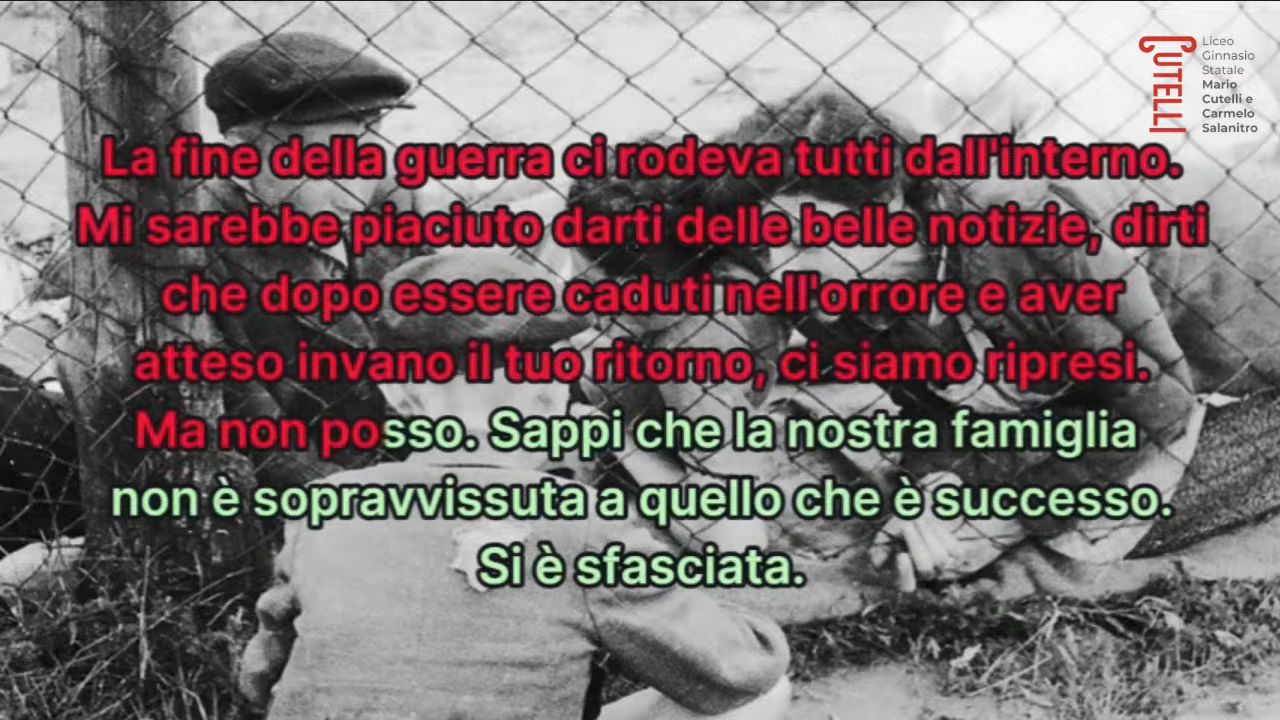 CUTELLI
Liceo
Ginnasio
Statale
Mario
Cutelli e
Carmelo
Salanitro
La fine della guerra ci rodeva tutti dall'interno.
Mi sarebbe piaciuto darti delle belle notizie, dirti
che dopo essere caduti nell'orrore e aver
atteso invano il tuo ritorno, ci siamo ripresi.
Ma non posso. Sappi che la nostra famiglia
non è sopravvissuta a quello che è successo.
Si è sfasciata.